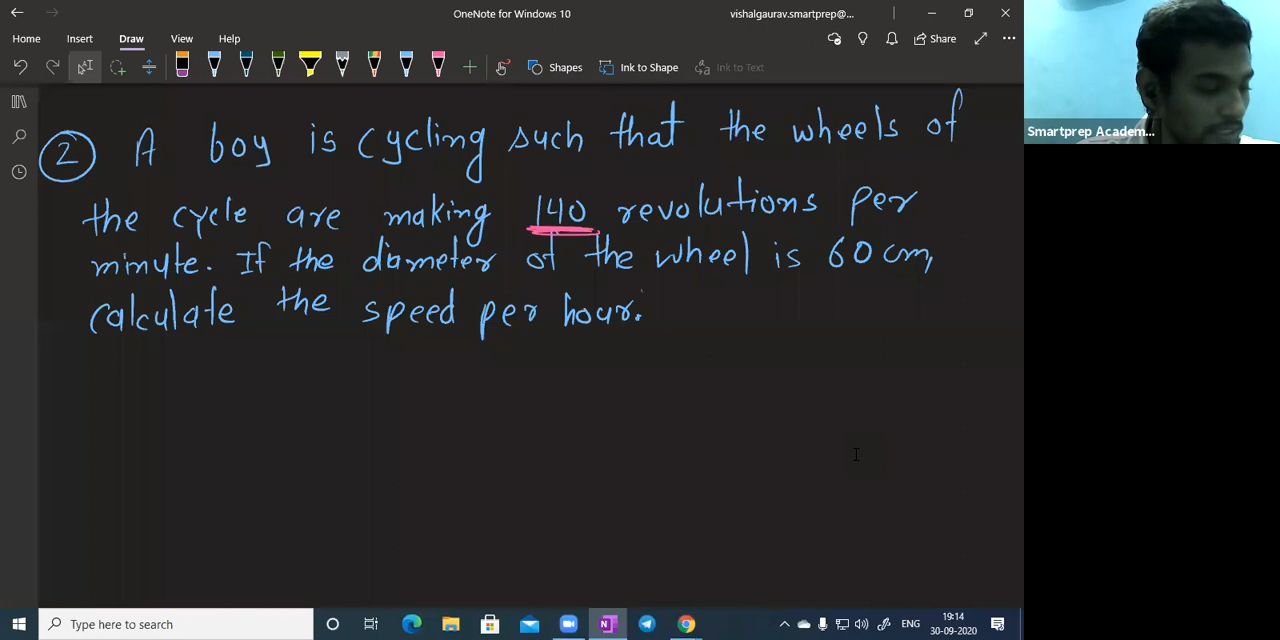 OneNote for Windows 10
vishalgaurav.smartprep@...
Home Insert Draw View Help
Share
Shapes
Ink to Shape
Ink to Text
Smartprep Academ...
2 A boy is cycling such that the wheels of
the cycle are making 140 revolutions per
minute. If the diameter of the wheel is 60 cm,
calculate the speed per hour.
Type here to search
ENG
19:14
30-09-2020